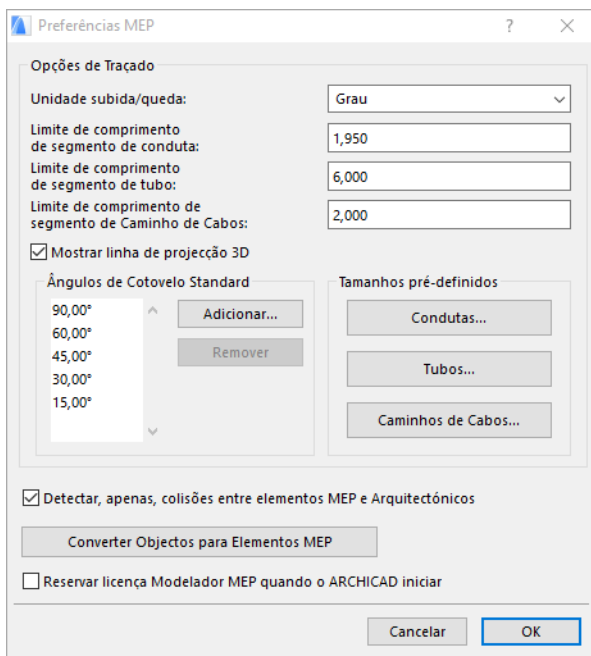 Preferências MEP
?
Opções de Traçado
Unidade subida/queda:
Grau
Limite de comprimento
de segmento de conduta:
1,950
Limite de comprimento
de segmento de tubo:
6,000
Limite de comprimento de
segmento de Caminho de Cabos:
2,000
Mostrar linha de projecção 3D
Ângulos de Cotovelo Standard
90,00°
60,00°
45,00°
30,00°
15,00°
Adicionar...
Remover
Tamanhos pré-definidos
Condutas...
Tubos...
Caminhos de Cabos...
Detectar, apenas, colisões entre elementos MEP e Arquitectónicos
Converter Objectos para Elementos MEP
Reservar licença Modelador MEP quando o ARCHICAD iniciar
Cancelar
OK